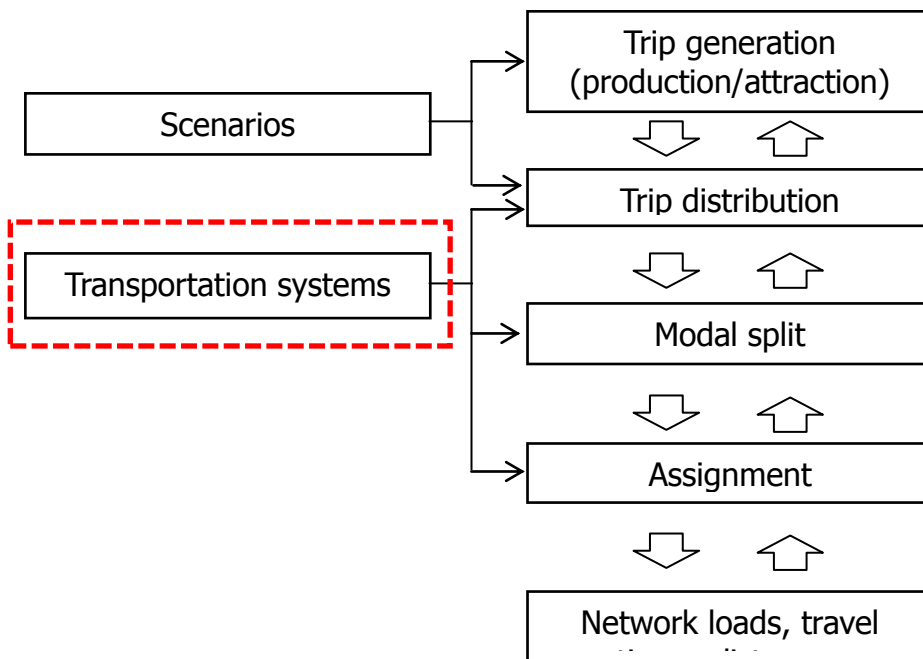 Trip generation
(production/attraction)
Scenarios
Trip distribution
Transportation systems
Modal split
Assignment
Network loads, travel